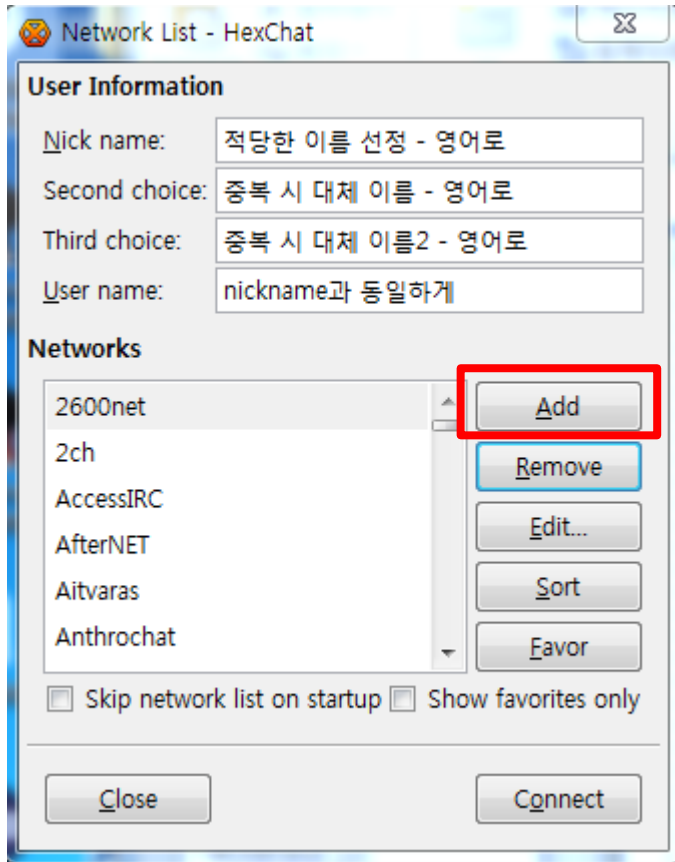 Network List - HexChat
User Information
Nick name: 적당한 이름 선정 - 영어로
Second choice: 중복 시 대체 이름 - 영어로
Third choice: 중복 시 대체 이름2 - 영어로
User name: nickname과 동일하게
Networks
2600net
Add
2ch
Remove
AccessIRC
Edit...
AfterNET
Aitvaras
Sort
Anthrochat
Favor
Skip network list on startup Show favorites only
Close Connect